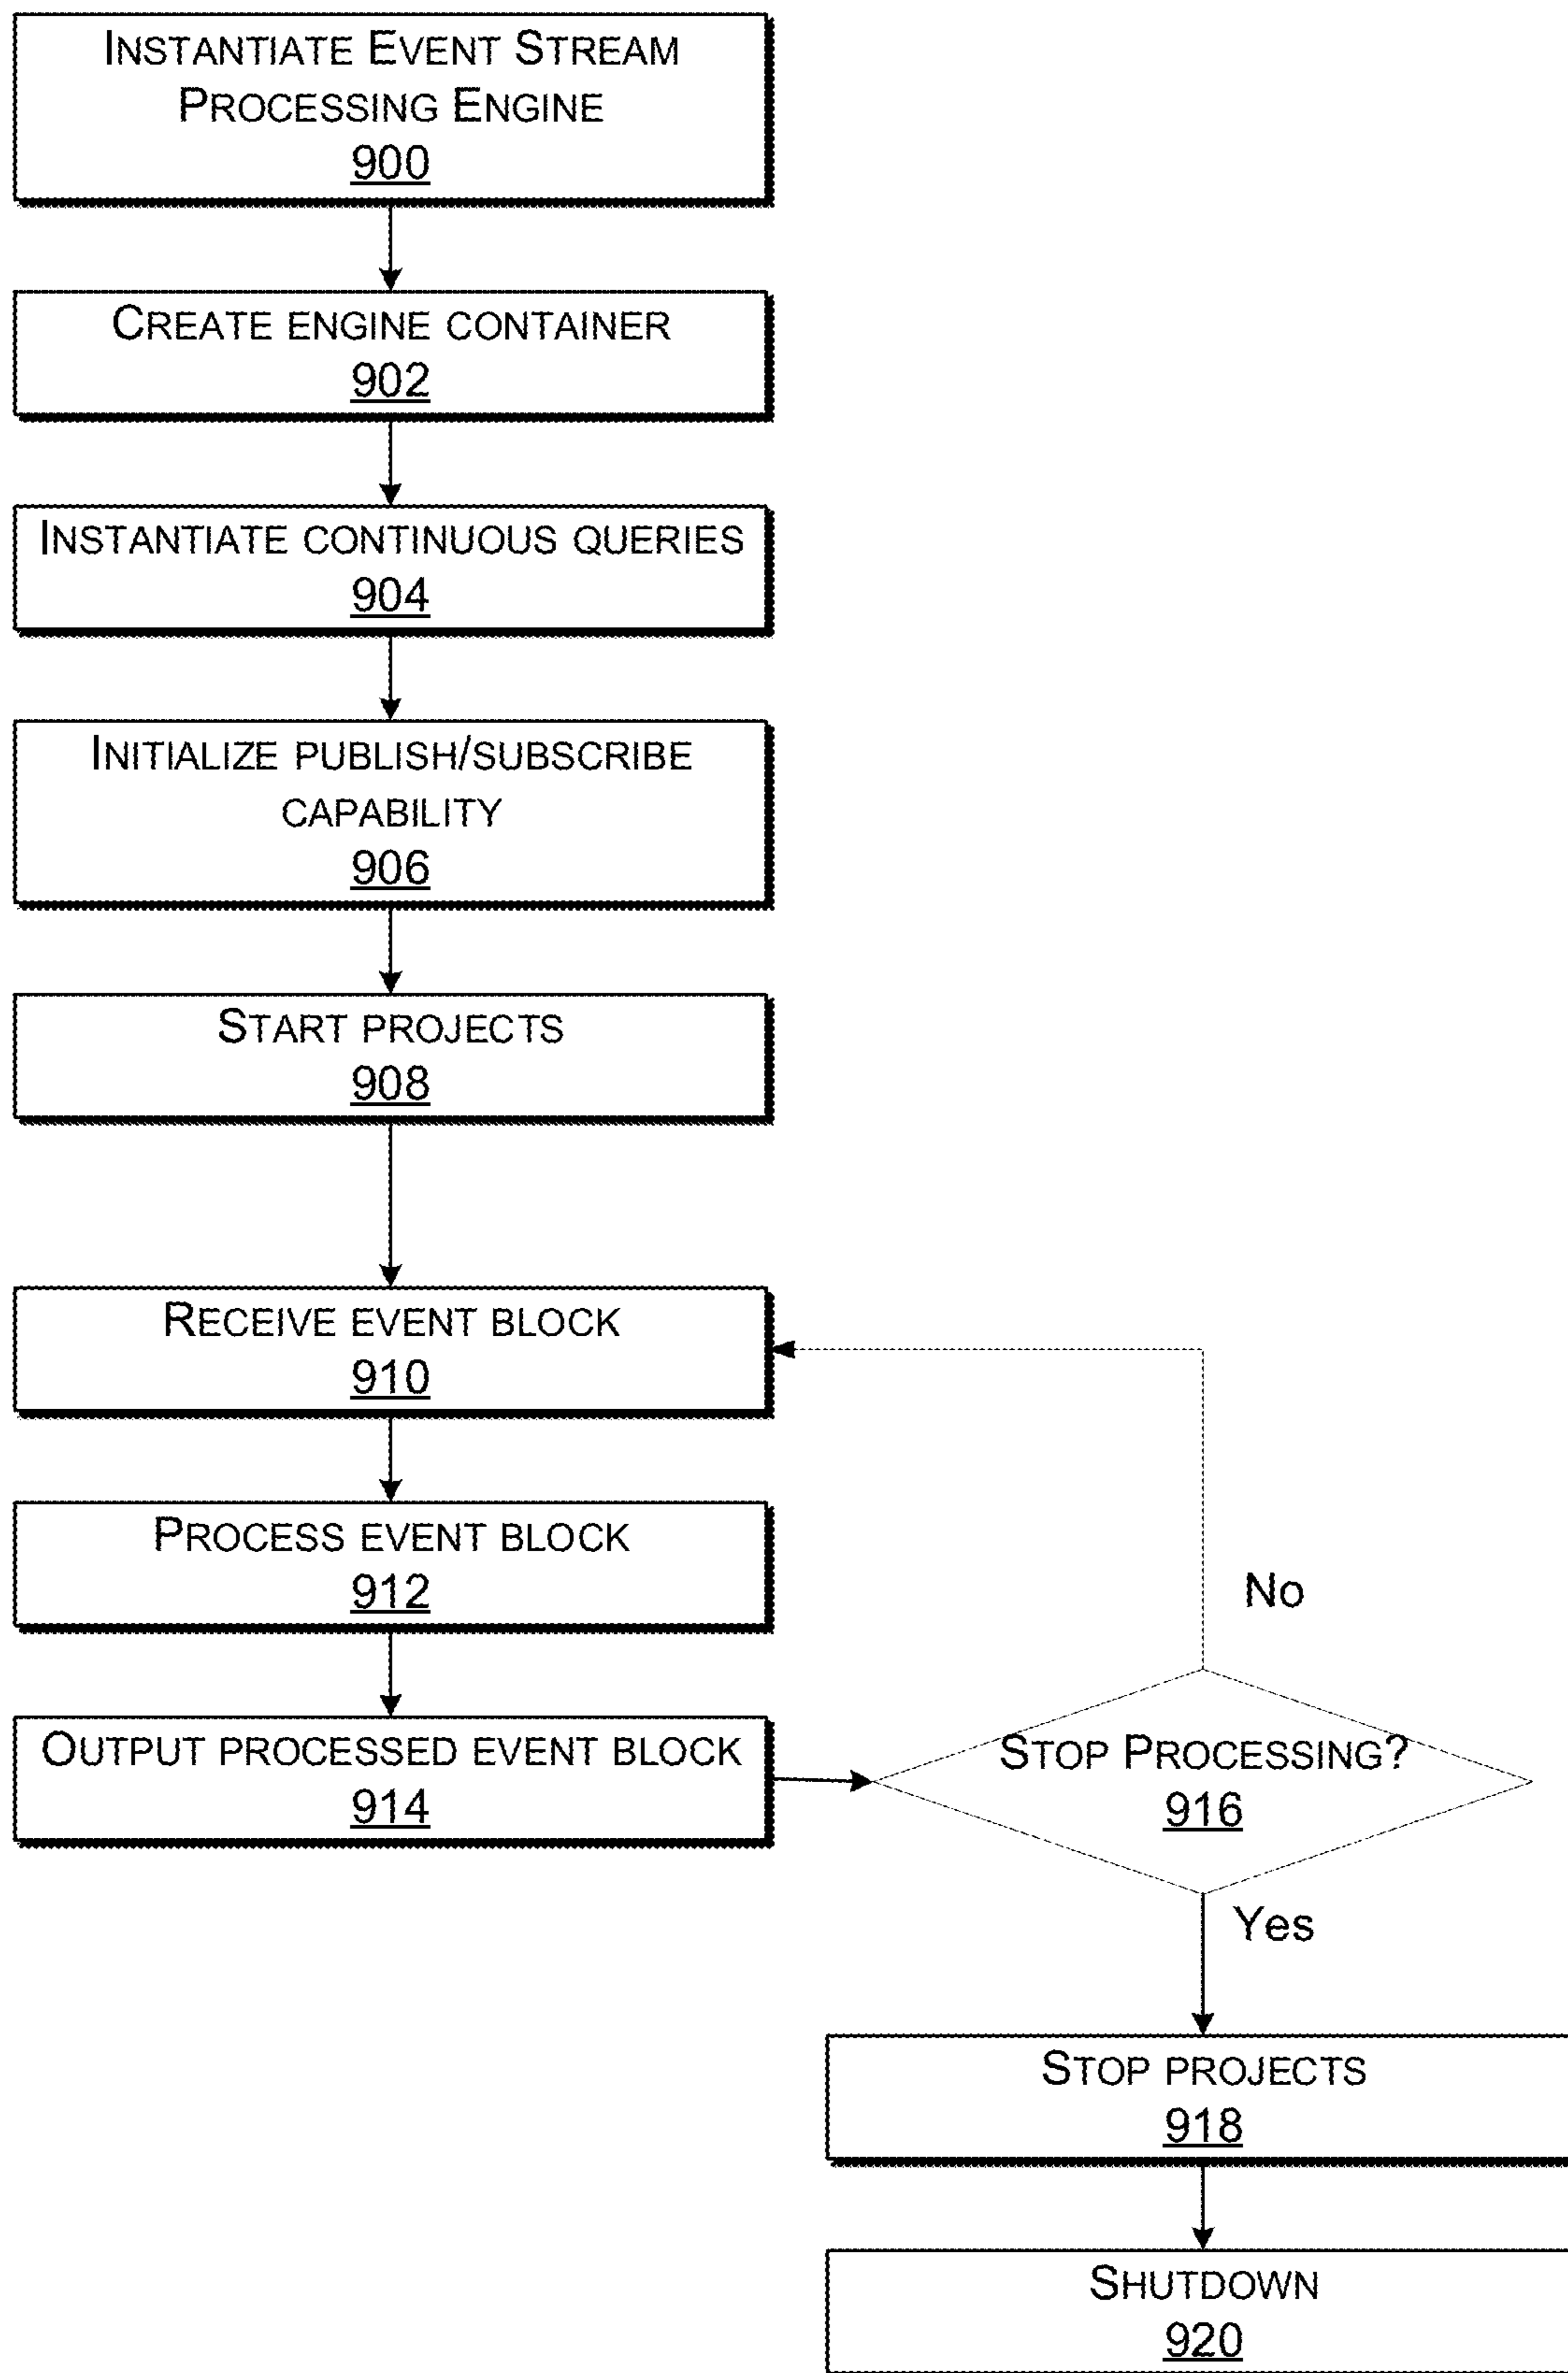 INSTANTIATE EVENT STREAM
PROCESSING ENGINE
900
CREATE ENGINE CONTAINER
902
INSTANTIATE CONTINUOUS QUERIES
904
INITIALIZE PUBLISH/SUBSCRIBE
CAPABILITY
906
START PROJECTS
908
RECEIVE EVENT BLOCK
910
PROCESS EVENT BLOCK
912
OUTPUT PROCESSED EVENT BLOCK
914
No
STOP PROCESSING?
916
Yes
STOP PROJECTS
918
SHUTDOWN
920